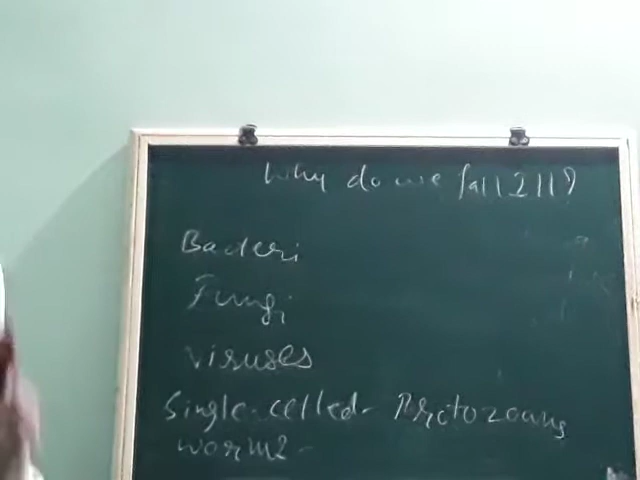 Why do we fall Ill?
Bacteri
Fungi
Viruses
Single-celled- Protozoans
worms -